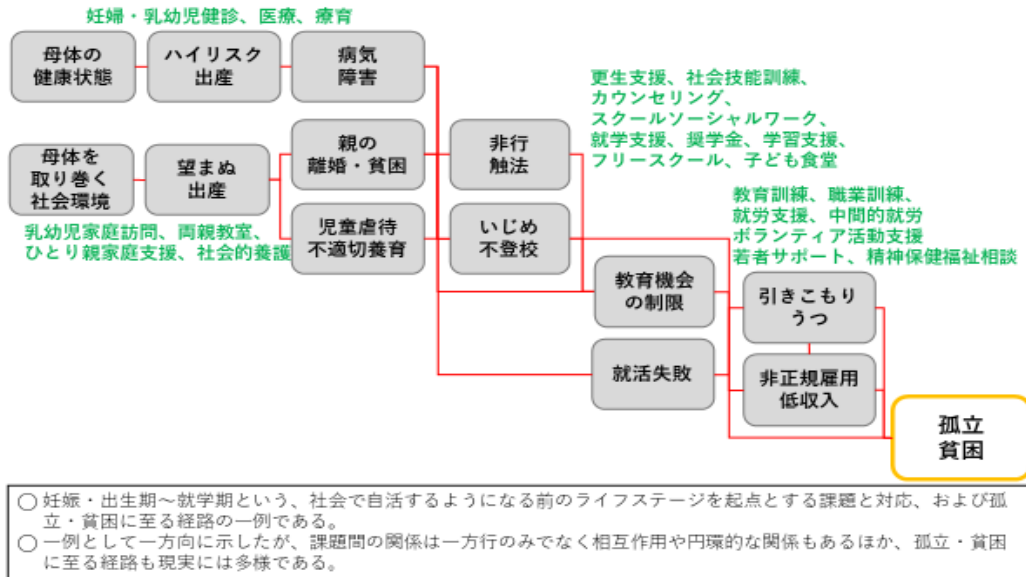 妊婦・乳幼児健診、医療、療育
母体の
健康状態
ハイリスク
出産
病気
障害
更生支援、社会技能訓練、
カウンセリング、
スクールソーシャルワーク、
就学支援、奨学金、学習支援、
フリースクール、子ども食堂
母体を
取り巻く
社会環境
望まぬ
出産
親の
離婚・貧困
非行
触法
児童虐待
不適切養育
いじめ
不登校
乳幼児家庭訪問、両親教室、
ひとり親家庭支援、社会的養護
教育訓練、職業訓練、
就労支援、中間的就労
ボランティア活動支援
若者サポート、精神保健福祉相談
教育機会
の制限
引きこもり
うつ
就活失敗
非正規雇用
低収入
孤立
貧困
○ 妊娠・出生期～就学期という、社会で自活するようになる前のライフステージを起点とする課題と対応、および孤
立・貧困に至る経路の一例である。
○ 一例として一方向に示したが、課題間の関係は一方行のみでなく相互作用や円環的な関係もあるほか、孤立・貧困
に至る経路も現実には多様である。